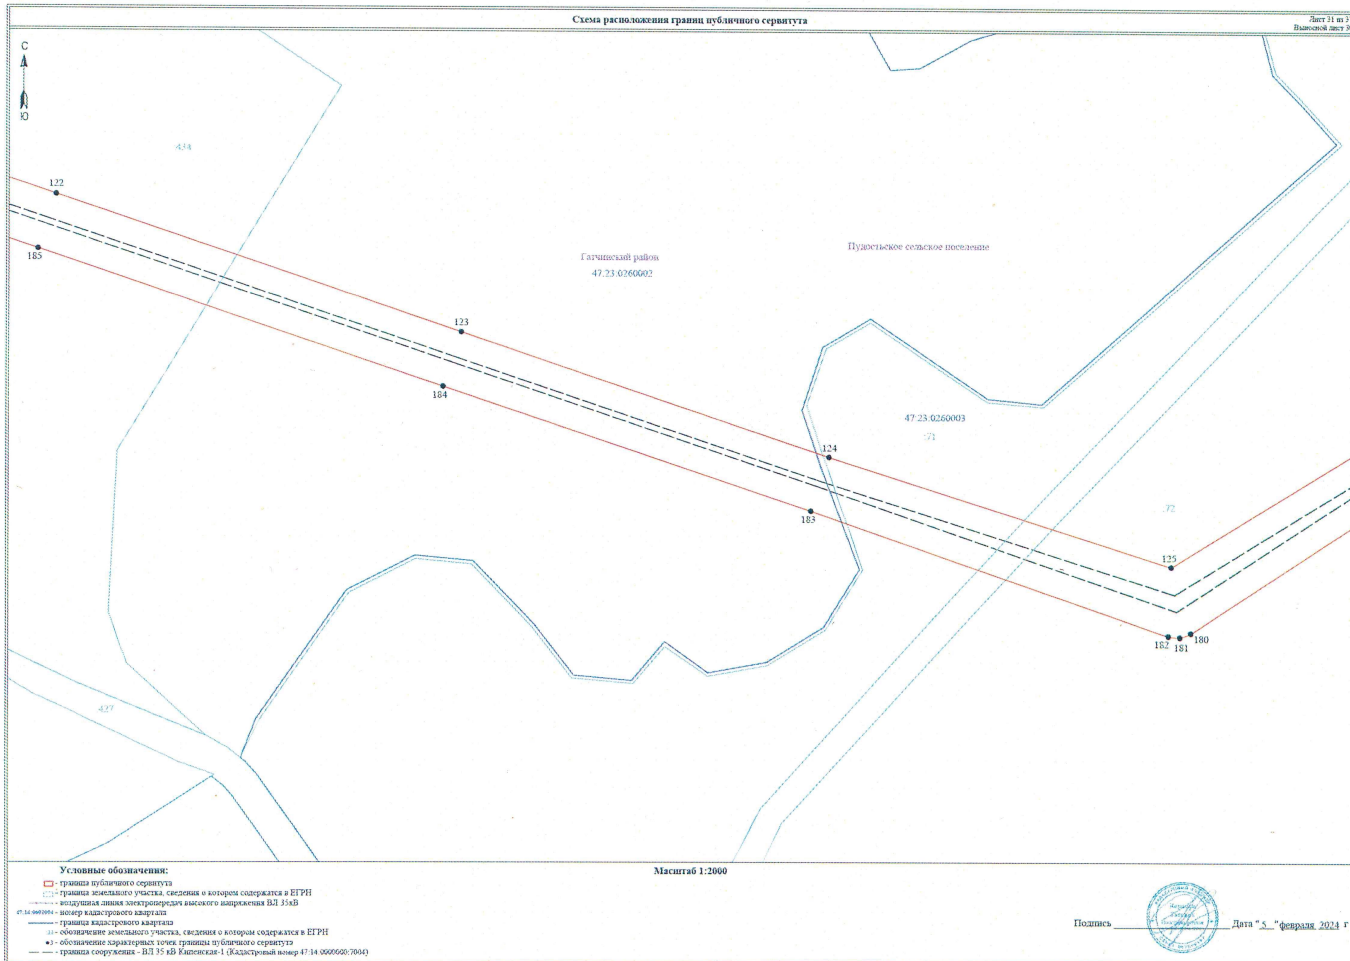 Схема расположения границ публичного сервитута
Лист 31 из 3
Выносной лист 3
С
Ю
434
122
185
Гатчинский район
47:23:0260002
Пудостьское сельское поселение
123
184
47:23:0260003
:71
124
183
:72
125
182
181
180
427
Условные обозначения:
- граница публичного сервитута
- граница земельного участка, сведения о котором содержатся в ЕГРН
- воздушная линия электропередач высокого напряжения ВЛ 35кВ
- номер кадастрового квартала
- граница кадастрового квартала
- обозначение земельного участка, сведения о котором содержатся в ЕГРН
- обозначение характерных точек границы публичного сервитута
- граница сооружения - ВЛ 35 кВ Кипенская-1 (Кадастровый номер 47:14:0000000:7004)
Масштаб 1:2000
Подпись
Дата "5" февраля 2024 г